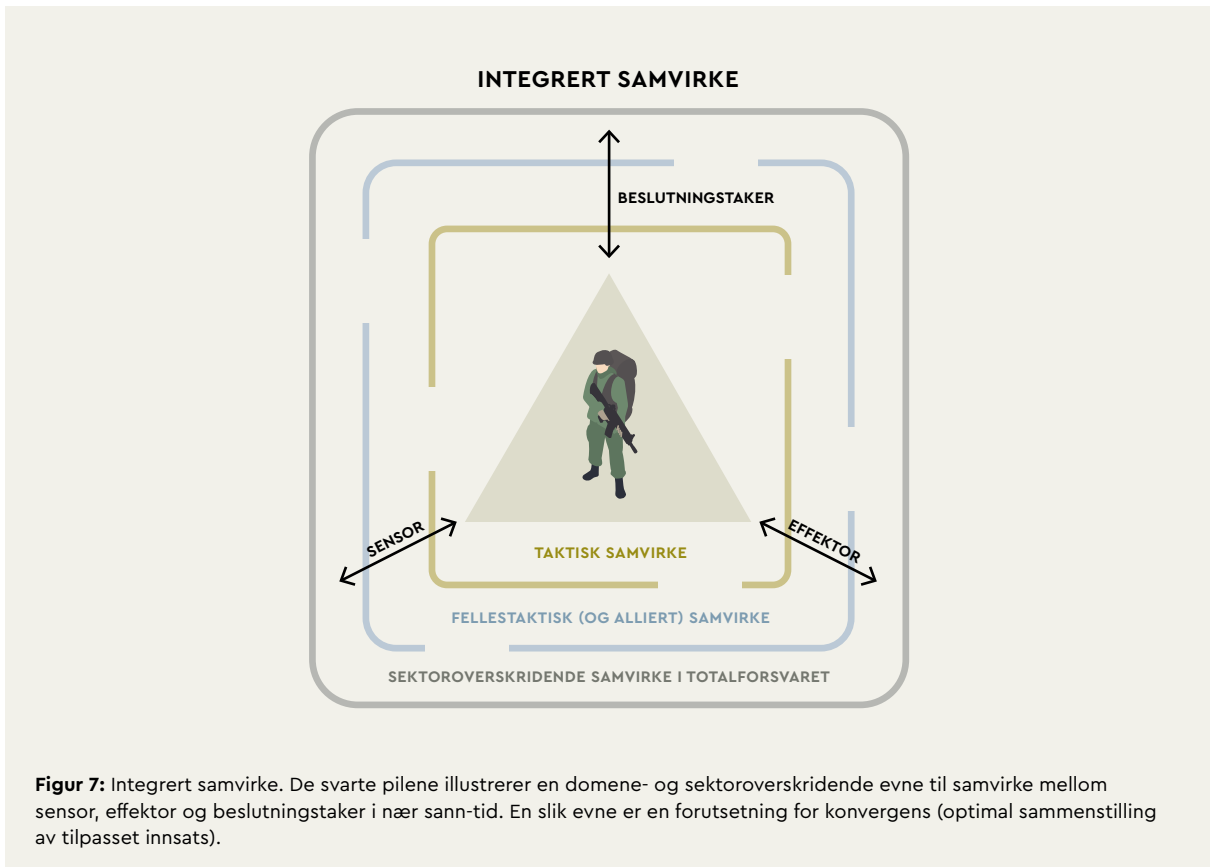 INTEGRERT SAMVIRKE
BESLUTNINGSTAKER
SENSOR
EFFEKTOR
TAKTISK SAMVIRKE
FELLESTAKTISK (OG ALLIERT) SAMVIRKE
SEKTOROVERSKRIDENDE SAMVIRKE I TOTALFORSVARET
Figur 7: Integrert samvirke. De svarte pilene illustrerer en domene- og sektoroverskridende evne til samvirke mellom
sensor, effektor og beslutningstaker i nær sann-tid. En slik evne er en forutsetning for konvergens (optimal sammenstilling
av tilpasset innsats).